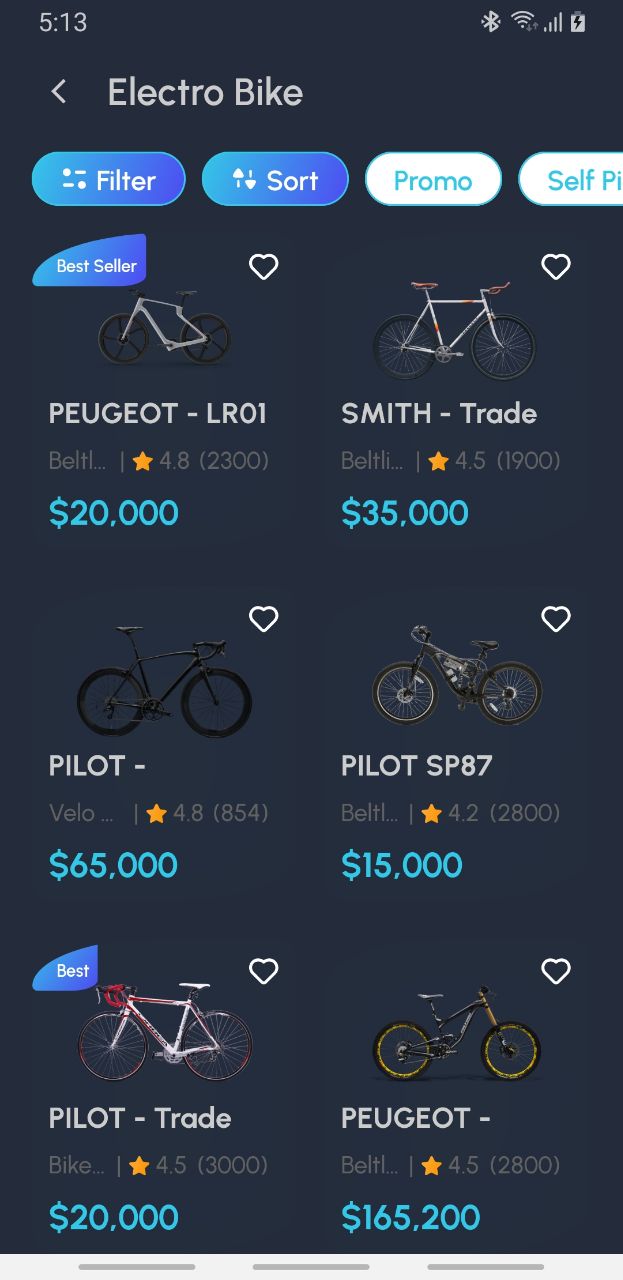 5:13
Electro Bike
Filter
Sort
Promo
Self Pi
Best Seller
PEUGEOT - LR01
Beltl... | 4.8 (2300)
$20,000
SMITH - Trade
Beltli... | 4.5 (1900)
$35,000
PILOT -
Velo ... | 4.8 (854)
$65,000
PILOT SP87
Beltl... | 4.2 (2800)
$15,000
Best
PILOT - Trade
Bike... | 4.5 (3000)
$20,000
PEUGEOT -
Beltl... | 4.5 (2800)
$165,200